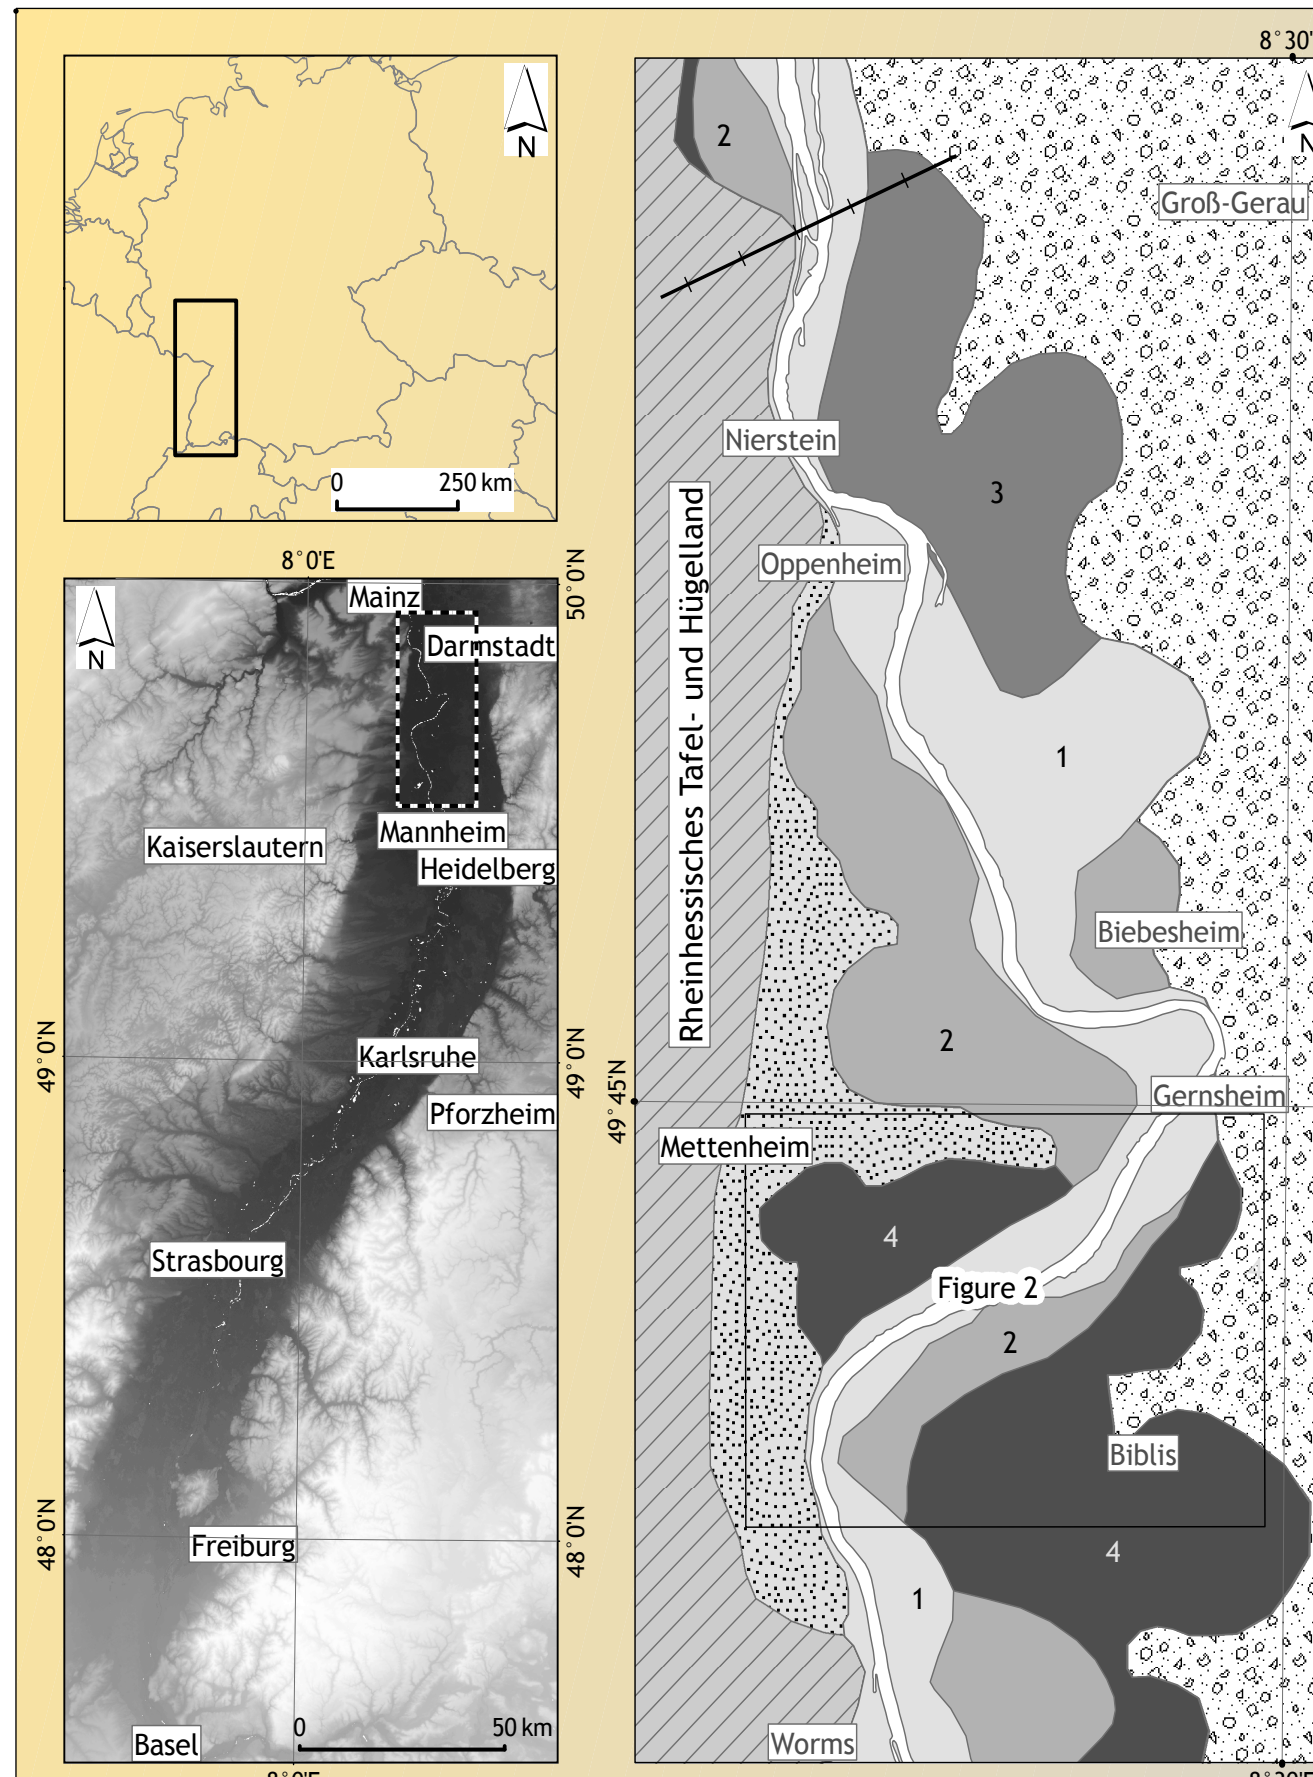 N
0 250 km
8°0'E
50°0'N
Mainz
N
Darmstadt
Mannheim
Kaiserslautern
Heidelberg
49°0'N
49°0'N
Karlsruhe
Pforzheim
Strasbourg
48°0'N
48°0'N
Freiburg
0 50 km
Basel
8°0'E
8°30'
N
2
Groß-Gerau
Nierstein
3
Oppenheim
Rheinhessisches Tafel- und Hügelland
1
Biebesheim
2
49°45'N
Gernsheim
Mettenheim
4
Figure 2
2
Biblis
4
1
Worms